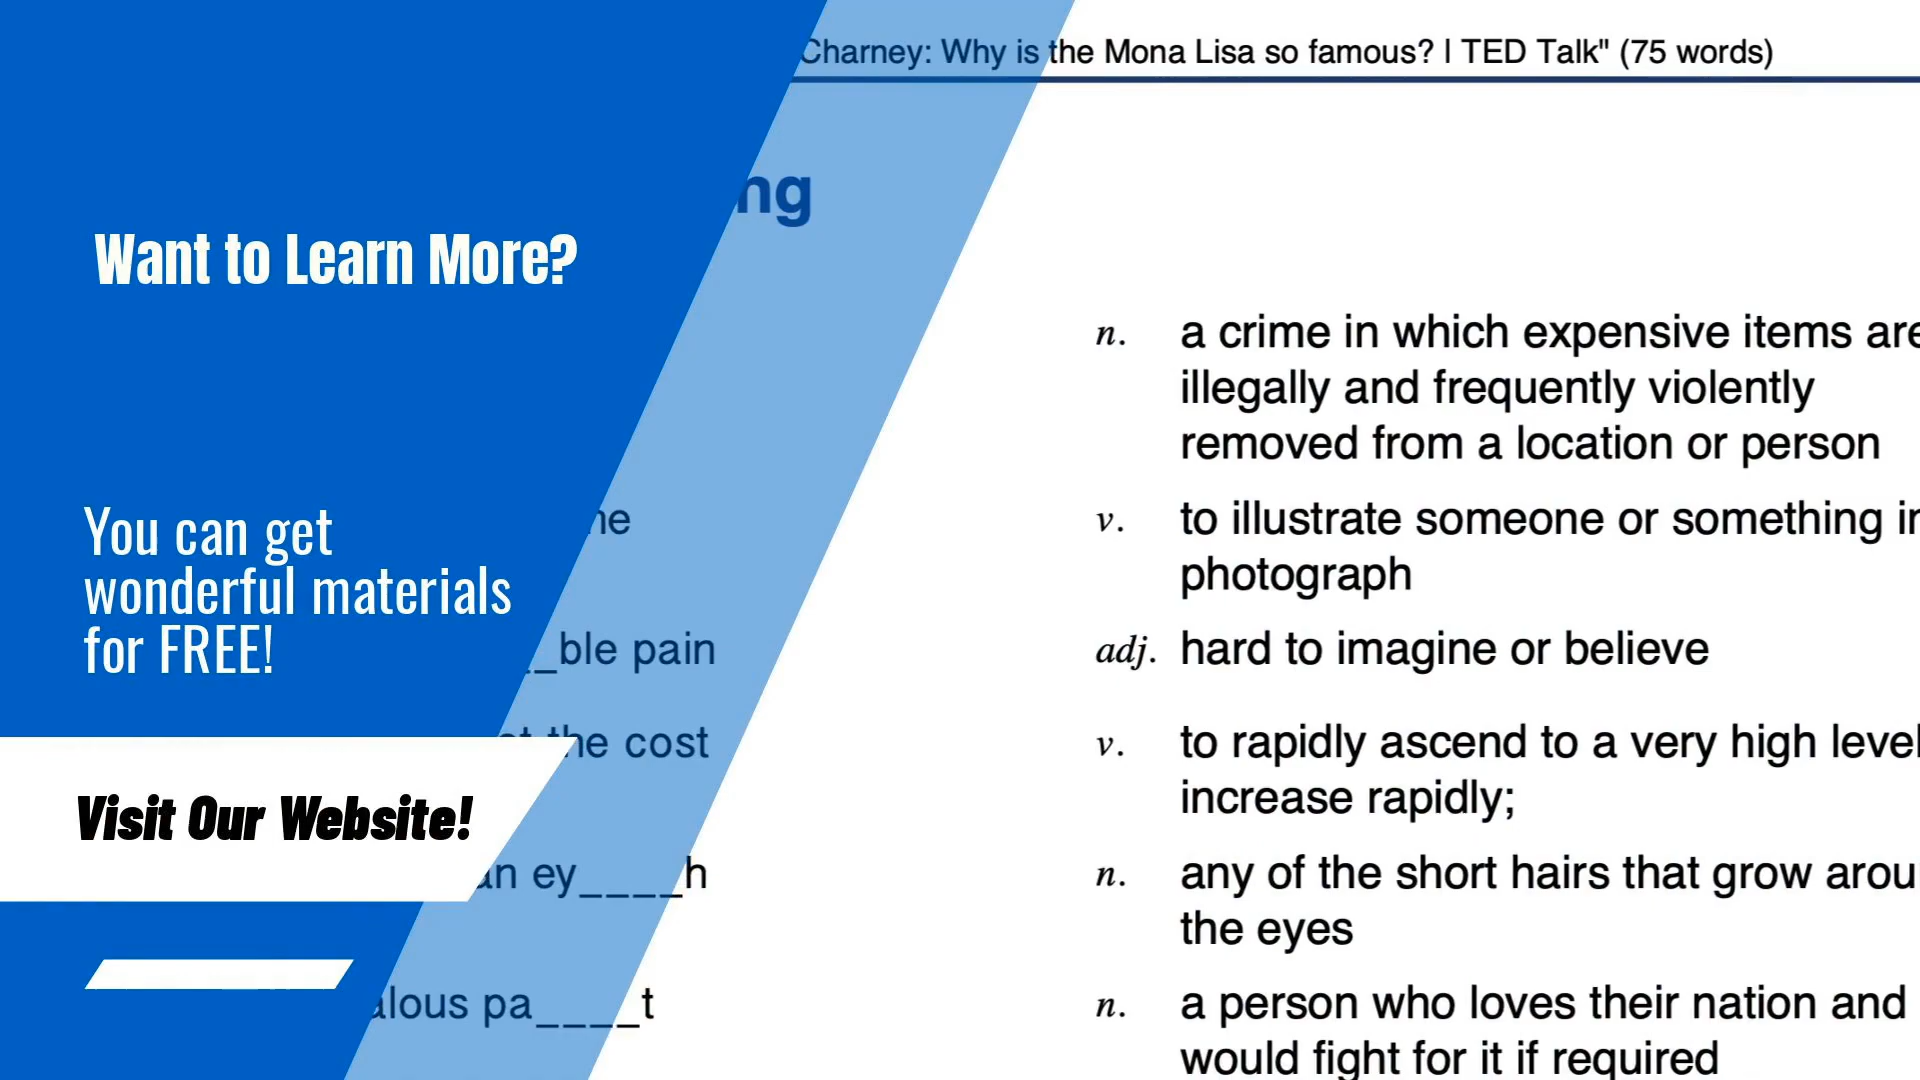 Charney: Why is the Mona Lisa so famous? | TED Talk" (75 words)
ng
Want to Learn More?
You can get
wonderful materials
for FREE!
Visit Our Website!
n. a crime in which expensive items are
illegally and frequently violently
removed from a location or person
v. to illustrate someone or something in
photograph
_ble pain
adj. hard to imagine or believe
the cost
v. to rapidly ascend to a very high level
increase rapidly;
an ey____h
n. any of the short hairs that grow arou
the eyes
alous pa____t
n. a person who loves their nation and
would fight for it if required